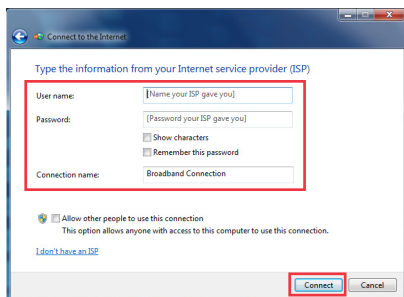 Connect to the Internet
Type the information from your Internet service provider (ISP)
User name: [Name your ISP gave you]
Password: [Password your ISP gave you]
Show characters
Remember this password
Connection name: Broadband Connection
Allow other people to use this connection
This option allows anyone with access to this computer to use this connection.
I don't have an ISP
Connect Cancel